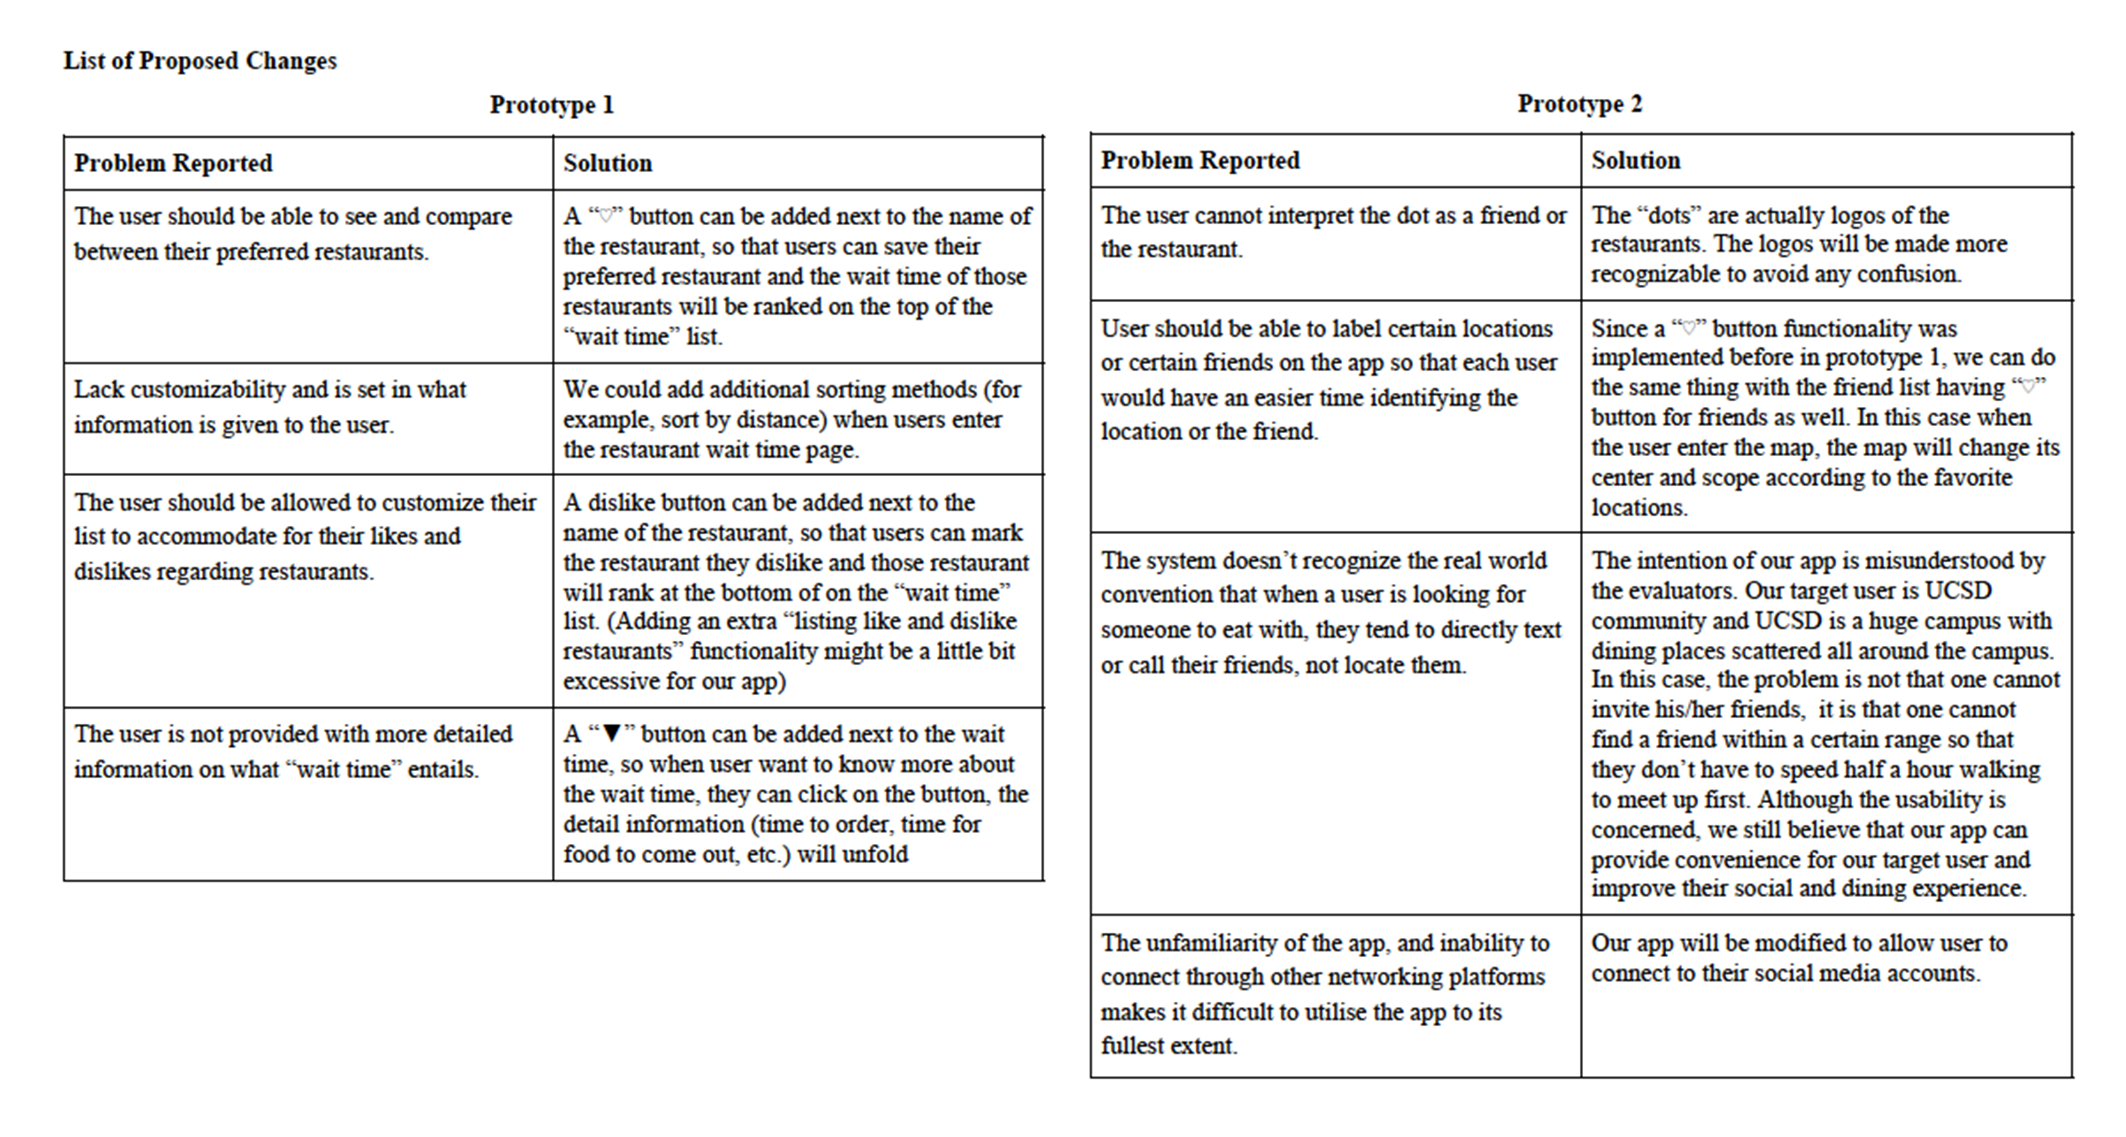 List of Proposed Changes
Prototype 1
Problem Reported
Solution
The user should be able to see and compare
between their preferred restaurants.
A “♡” button can be added next to the name of
the restaurant, so that users can save their
preferred restaurant and the wait time of those
restaurants will be ranked on the top of the
“wait time” list.
Lack customizability and is set in what
information is given to the user.
We could add additional sorting methods (for
example, sort by distance) when users enter
the restaurant wait time page.
The user should be allowed to customize their
list to accommodate for their likes and
dislikes regarding restaurants.
A dislike button can be added next to the
name of the restaurant, so that users can mark
the restaurant they dislike and those restaurant
will rank at the bottom of on the “wait time”
list. (Adding an extra “listing like and dislike
restaurants” functionality might be a little bit
excessive for our app)
The user is not provided with more detailed
information on what “wait time” entails.
A “▼” button can be added next to the wait
time, so when user want to know more about
the wait time, they can click on the button, the
detail information (time to order, time for
food to come out, etc.) will unfold
Prototype 2
Problem Reported
Solution
The user cannot interpret the dot as a friend or
the restaurant.
The “dots” are actually logos of the
restaurants. The logos will be made more
recognizable to avoid any confusion.
User should be able to label certain locations
or certain friends on the app so that each user
would have an easier time identifying the
location or the friend.
Since a “♡” button functionality was
implemented before in prototype 1, we can do
the same thing with the friend list having “♡”
button for friends as well. In this case when
the user enter the map, the map will change its
center and scope according to the favorite
locations.
The system doesn’t recognize the real world
convention that when a user is looking for
someone to eat with, they tend to directly text
or call their friends, not locate them.
The intention of our app is misunderstood by
the evaluators. Our target user is UCSD
community and UCSD is a huge campus with
dining places scattered all around the campus.
In this case, the problem is not that one cannot
invite his/her friends,  it is that one cannot
find a friend within a certain range so that
they don’t have to speed half a hour walking
to meet up first. Although the usability is
concerned, we still believe that our app can
provide convenience for our target user and
improve their social and dining experience.
The unfamiliarity of the app, and inability to
connect through other networking platforms
makes it difficult to utilise the app to its
fullest extent.
Our app will be modified to allow user to
connect to their social media accounts.